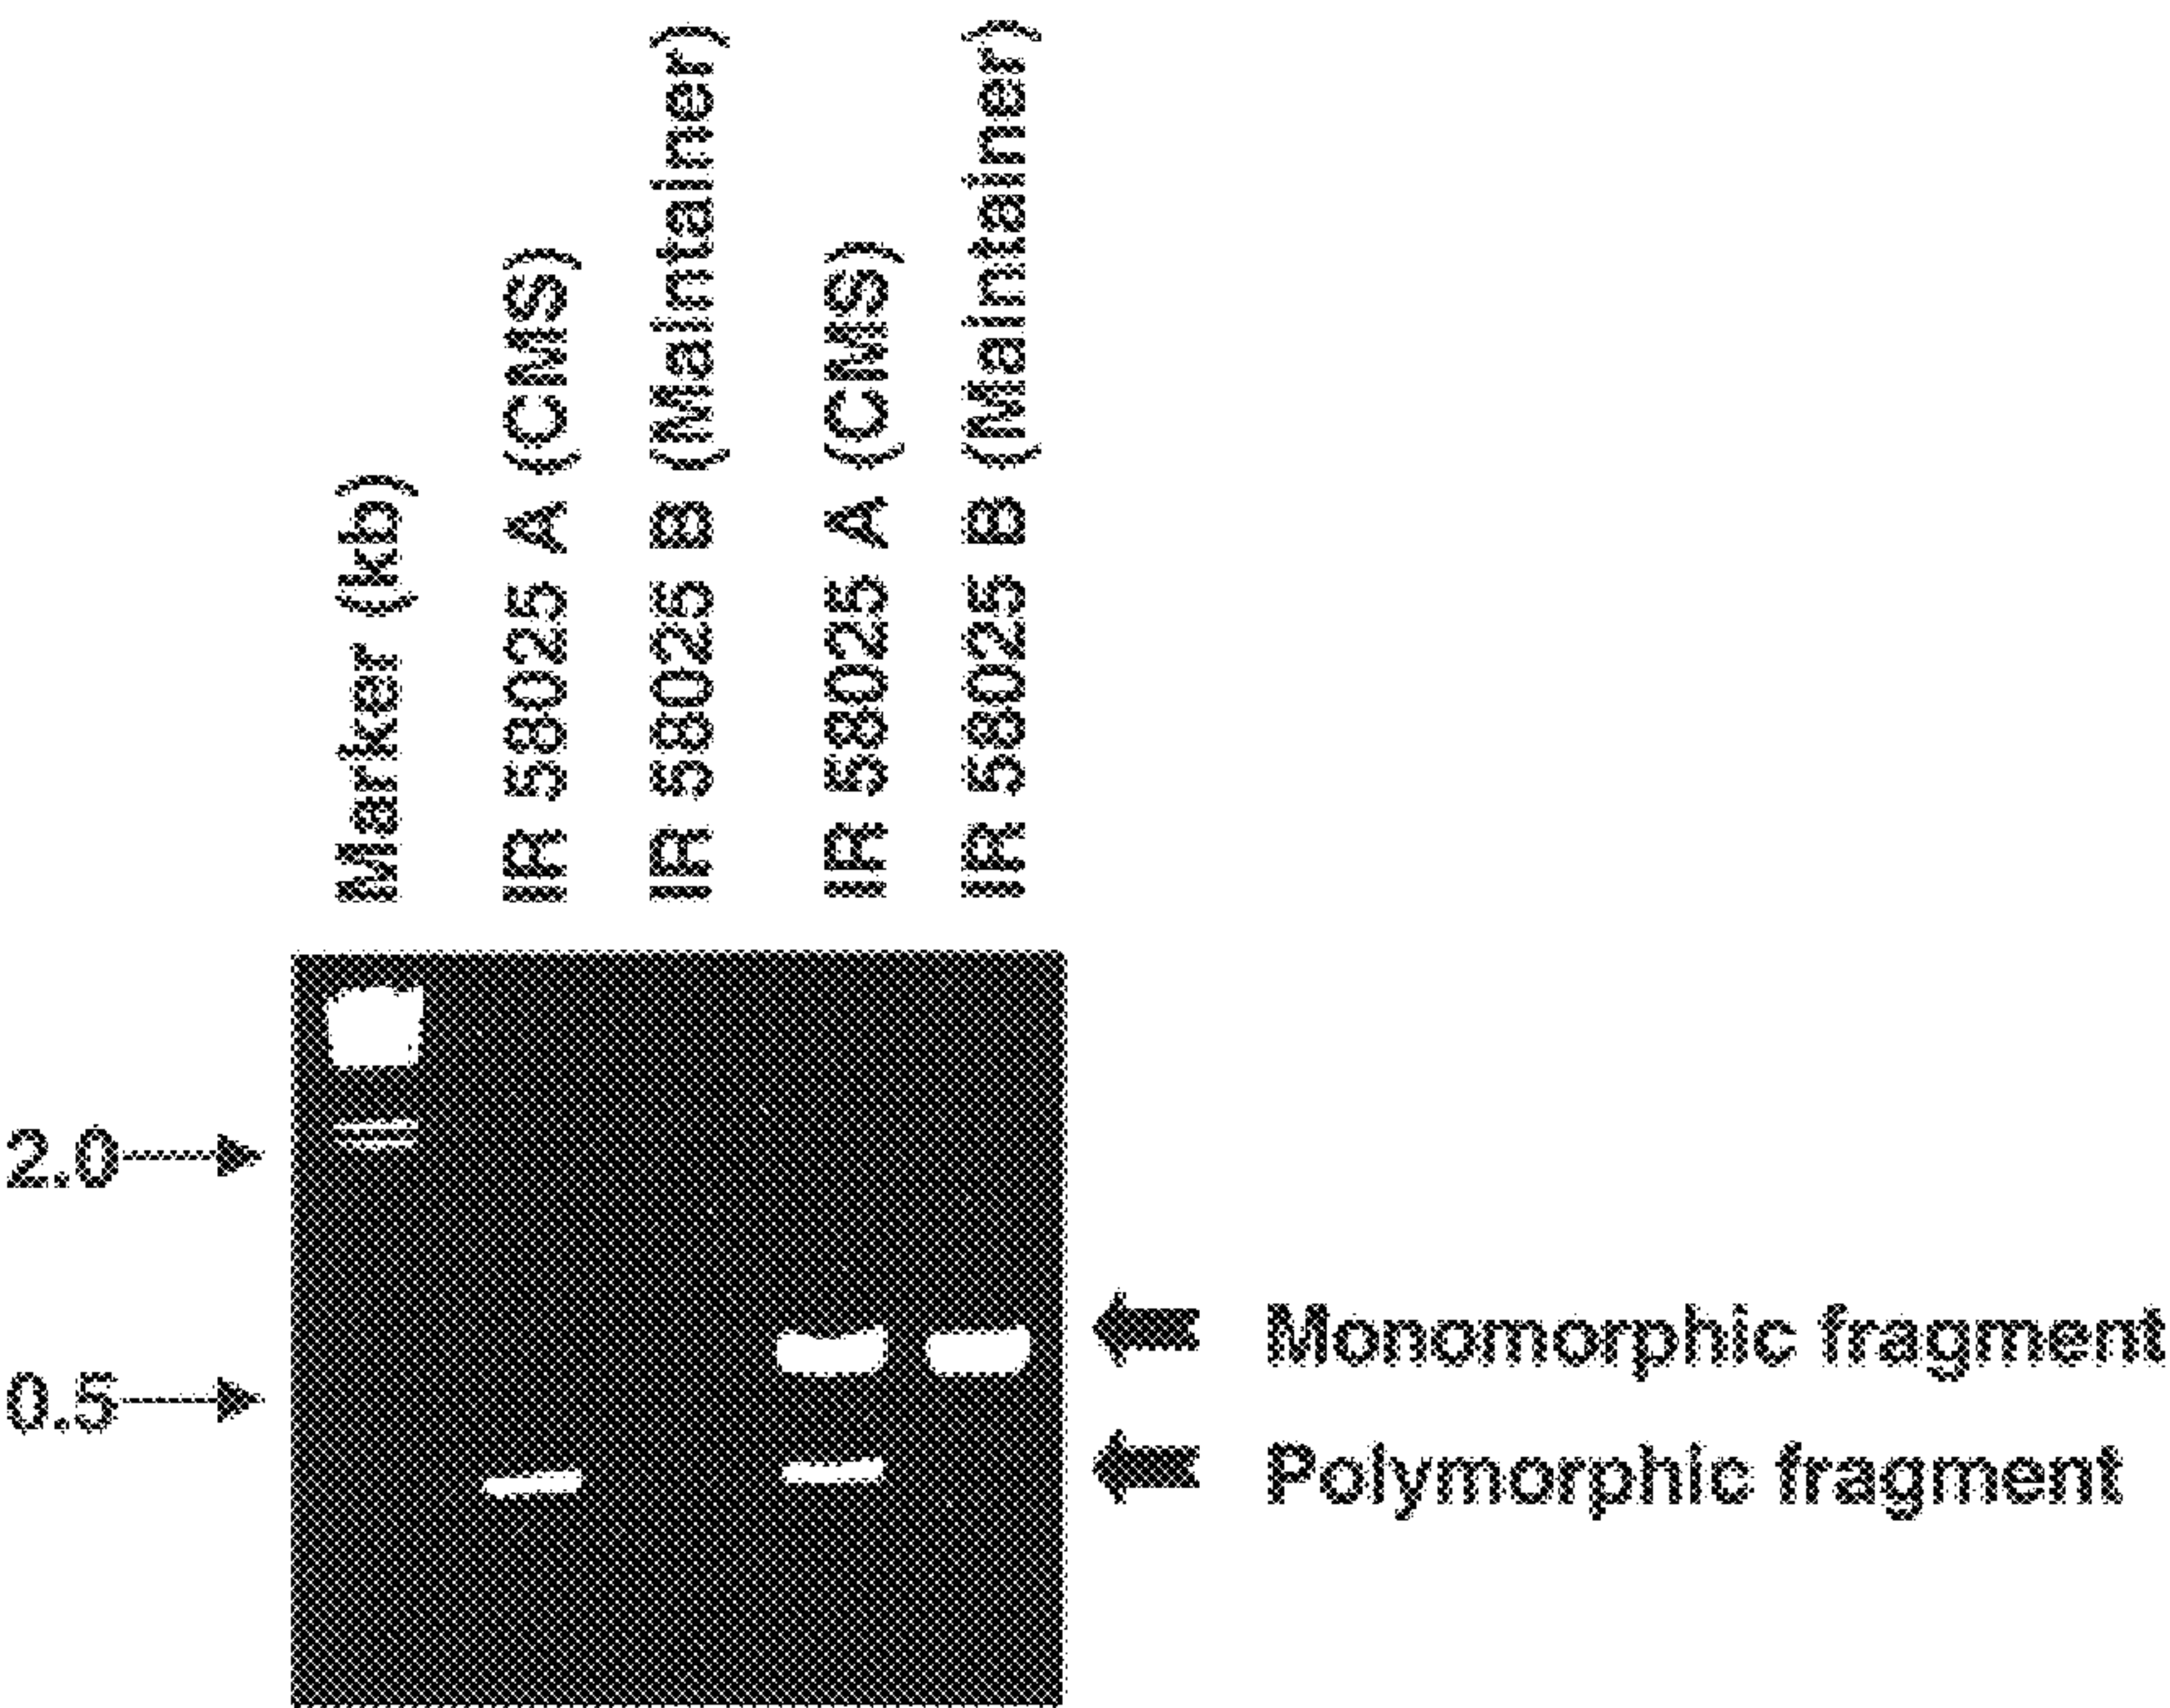 Marker (kb)
IR 58025 A (CMS)
IR 58025 B (Maintainer)
IR 58025 A (CMS)
IR 58025 B (Maintainer)
2.0
0.5
Monomorphic fragment
Polymorphic fragment